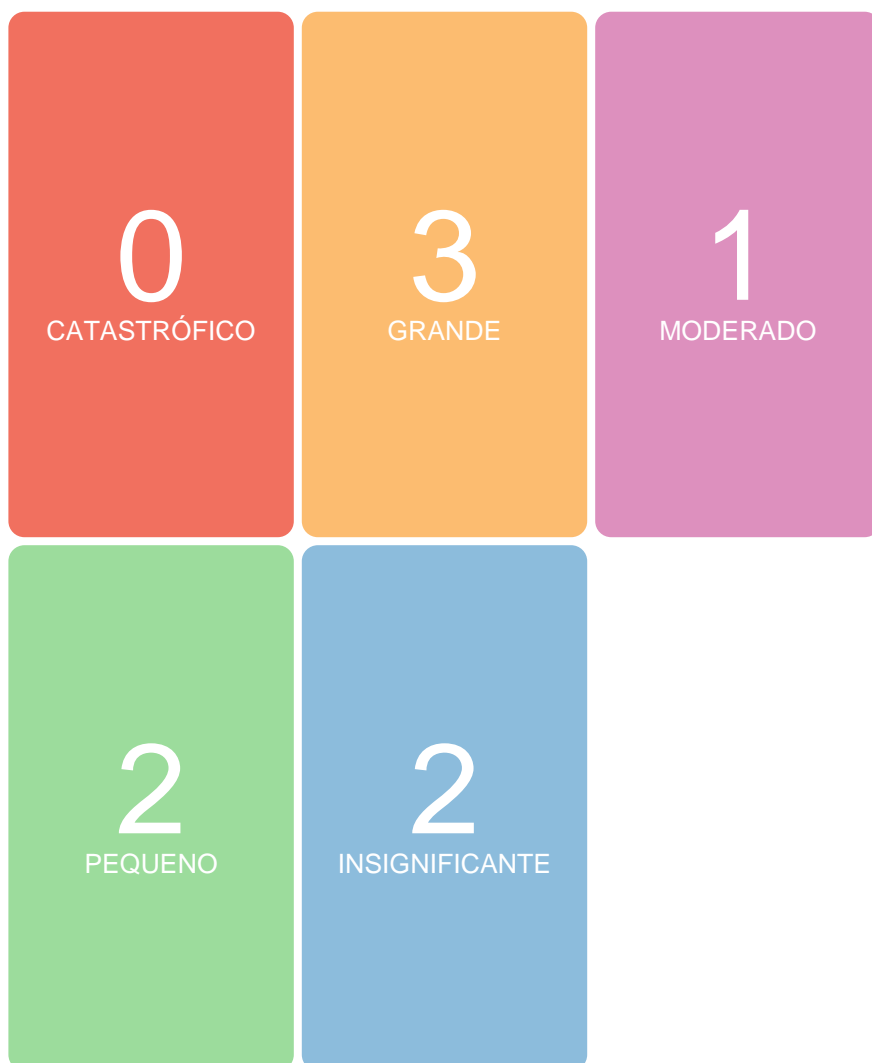 0
CATASTRÓFICO
3
GRANDE
1
MODERADO
2
PEQUENO
2
INSIGNIFICANTE